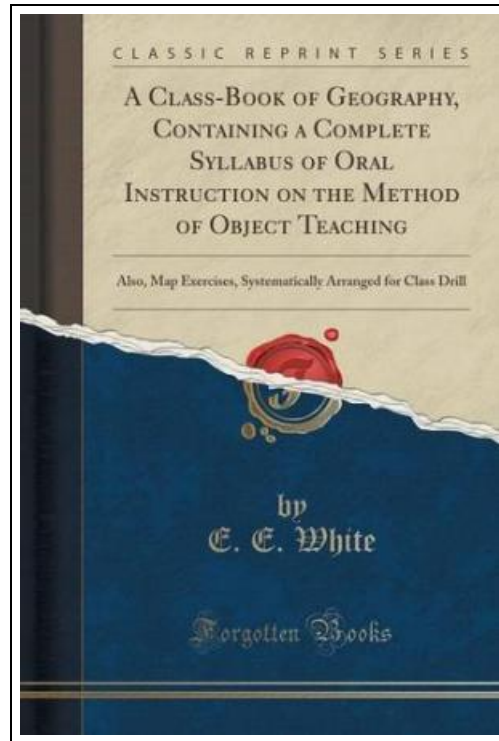 CLASSIC REPRINT SERIES
A CLASS-BOOK OF GEOGRAPHY,
CONTAINING A COMPLETE
SYLLABUS OF ORAL
INSTRUCTION ON THE METHOD
OF OBJECT TEACHING
Also, Map Exercises, Systematically Arranged for Class Drill
by
E. E. White
Forgotten Books